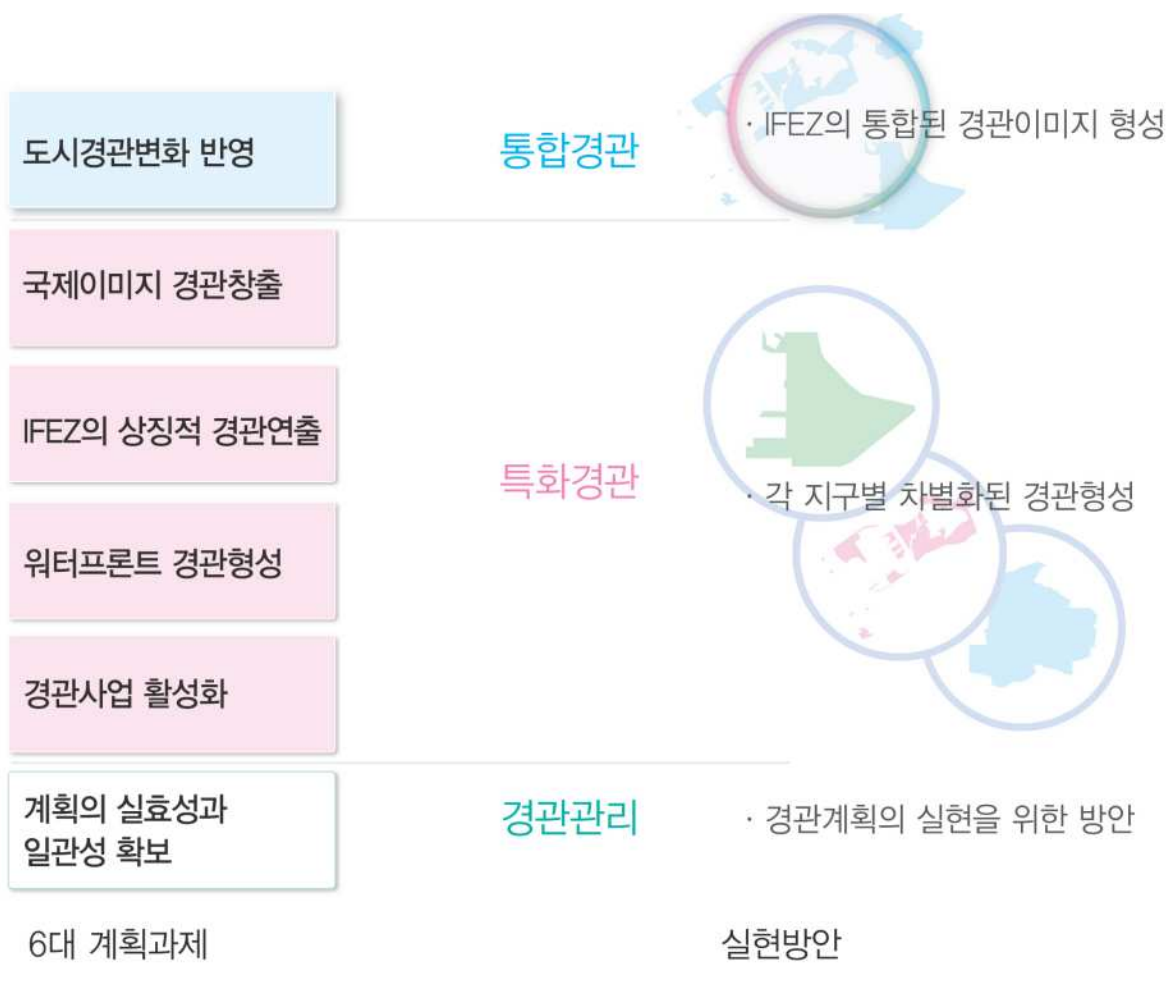 도시경관변화 반영
통합경관
· IFEZ의 통합된 경관이미지 형성
국제이미지 경관창출
IFEZ의 상징적 경관연출
워터프론트 경관형성
경관사업 활성화
특화경관
· 각 지구별 차별화된 경관형성
계획의 실효성과
일관성 확보
경관관리
· 경관계획의 실현을 위한 방안
6대 계획과제
실현방안